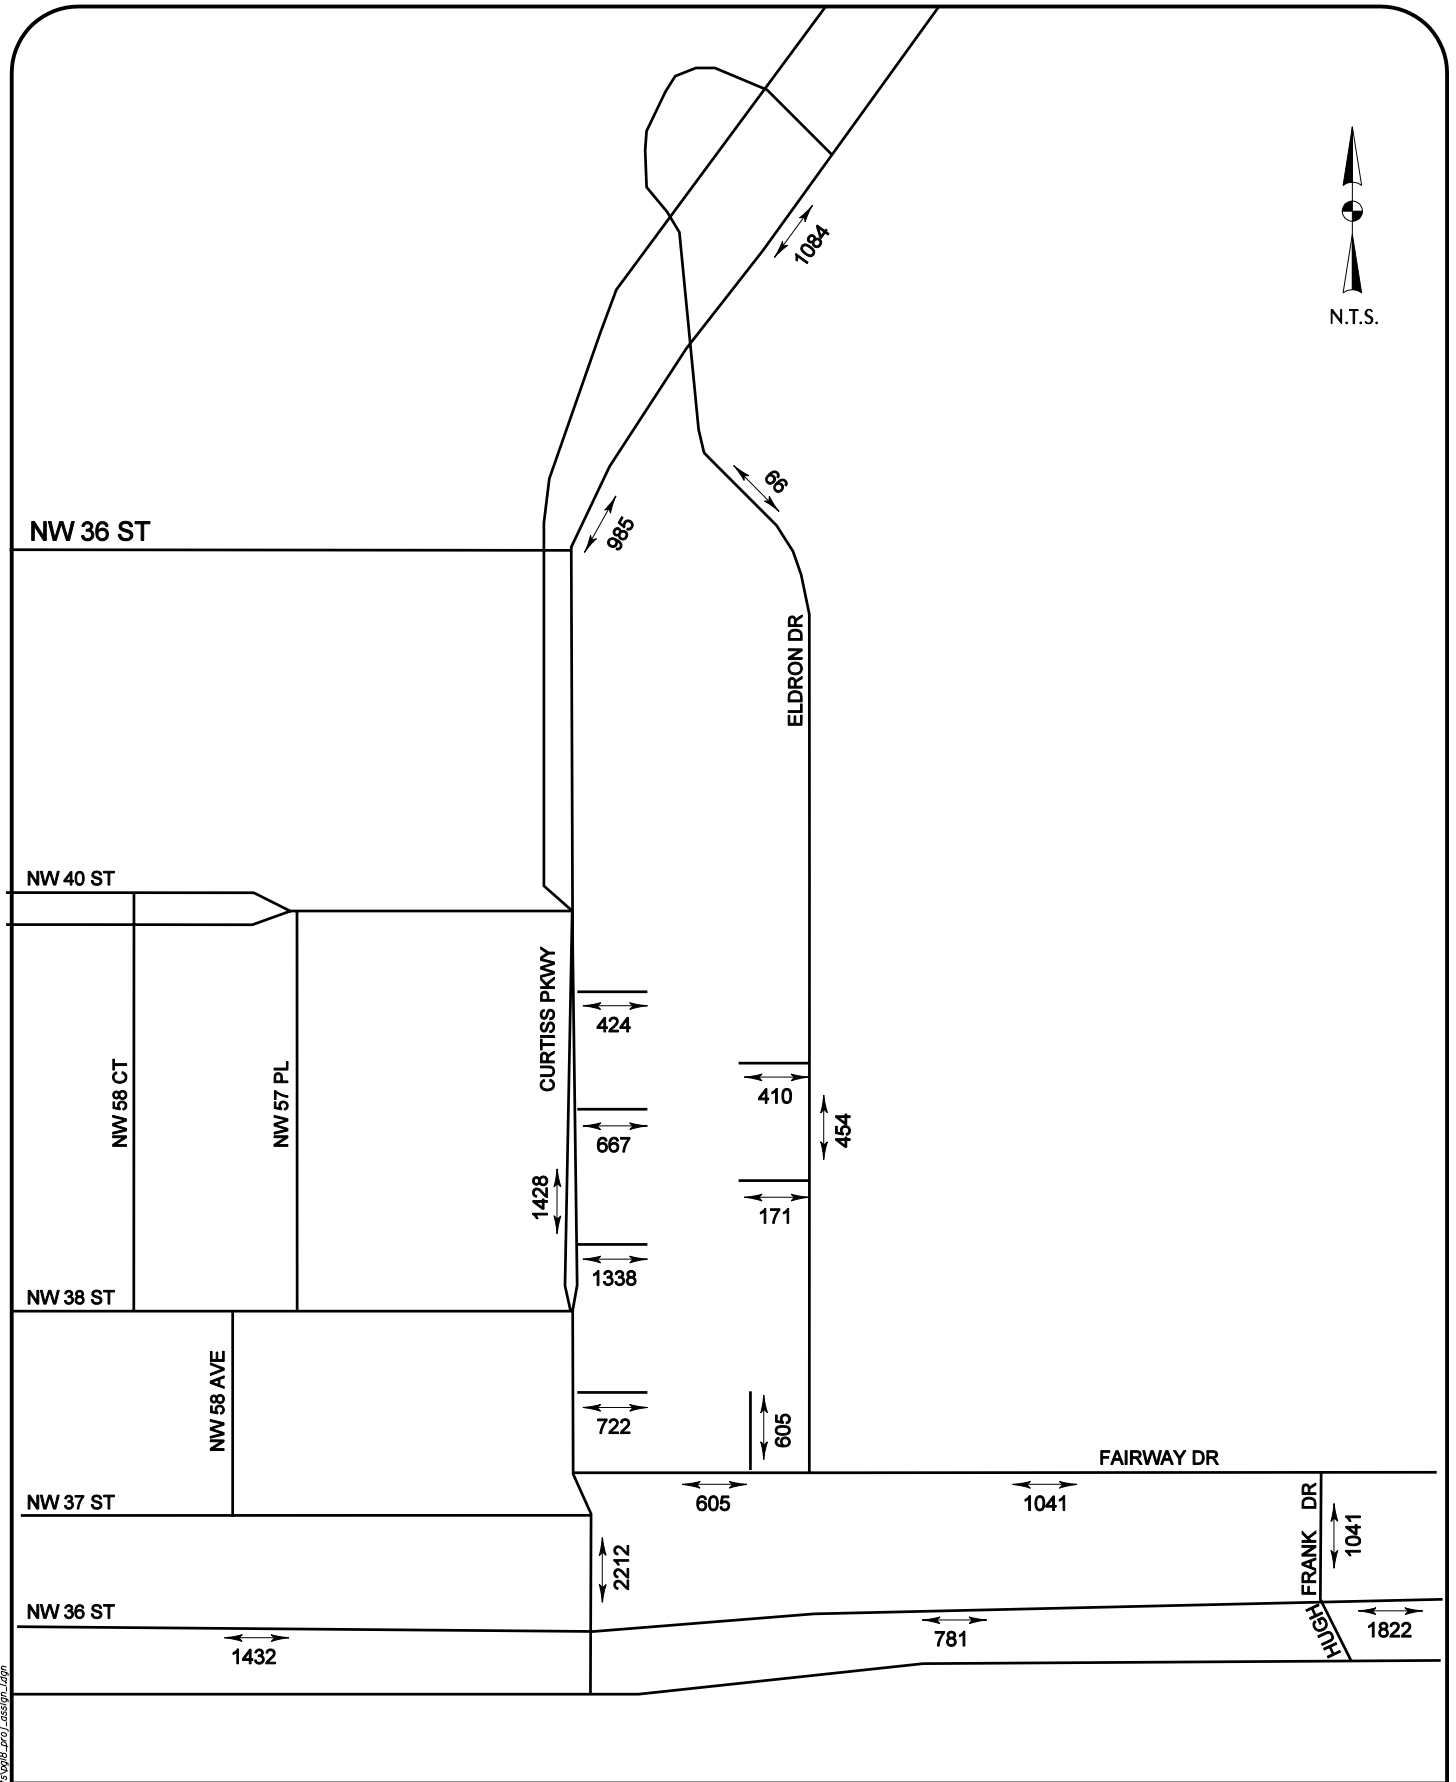 1084
N.T.S.
66
NW 36 ST
985
ELDRON DR
NW 40 ST
CURTISS PKWY
424
NW 58 CT
NW 57 PL
410
454
667
1428
171
1338
NW 38 ST
NW 58 AVE
722
605
FAIRWAY DR
NW 37 ST
605
1041
FRANK DR
1041
2212
NW 36 ST
HUGH
781
1822
1432